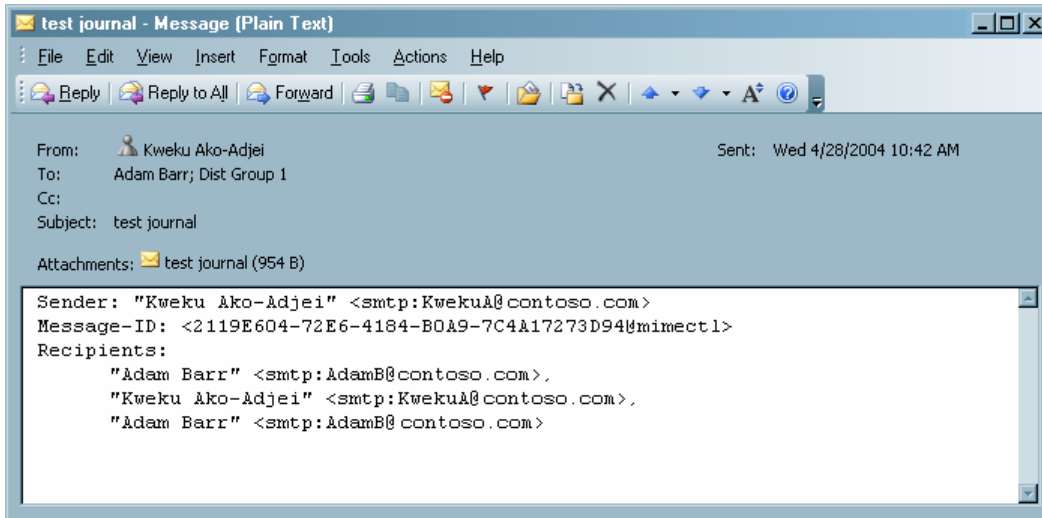 test journal - Message (Plain Text)
File Edit View Insert Format Tools Actions Help
Reply Reply to All Forward
From: Kweku Ako-Adjei Sent: Wed 4/28/2004 10:42 AM
To: Adam Barr; Dist Group 1
Cc:
Subject: test journal
Attachments: test journal (954 B)
Sender: "Kweku Ako-Adjei" <smtp:KwekuA@contoso.com>
Message-ID: <2119E604-72E6-4184-B0A9-7C4A17273D94@mimectl>
Recipients:
"Adam Barr" <smtp:AdamB@contoso.com>,
"Kweku Ako-Adjei" <smtp:KwekuA@contoso.com>,
"Adam Barr" <smtp:AdamB@contoso.com>